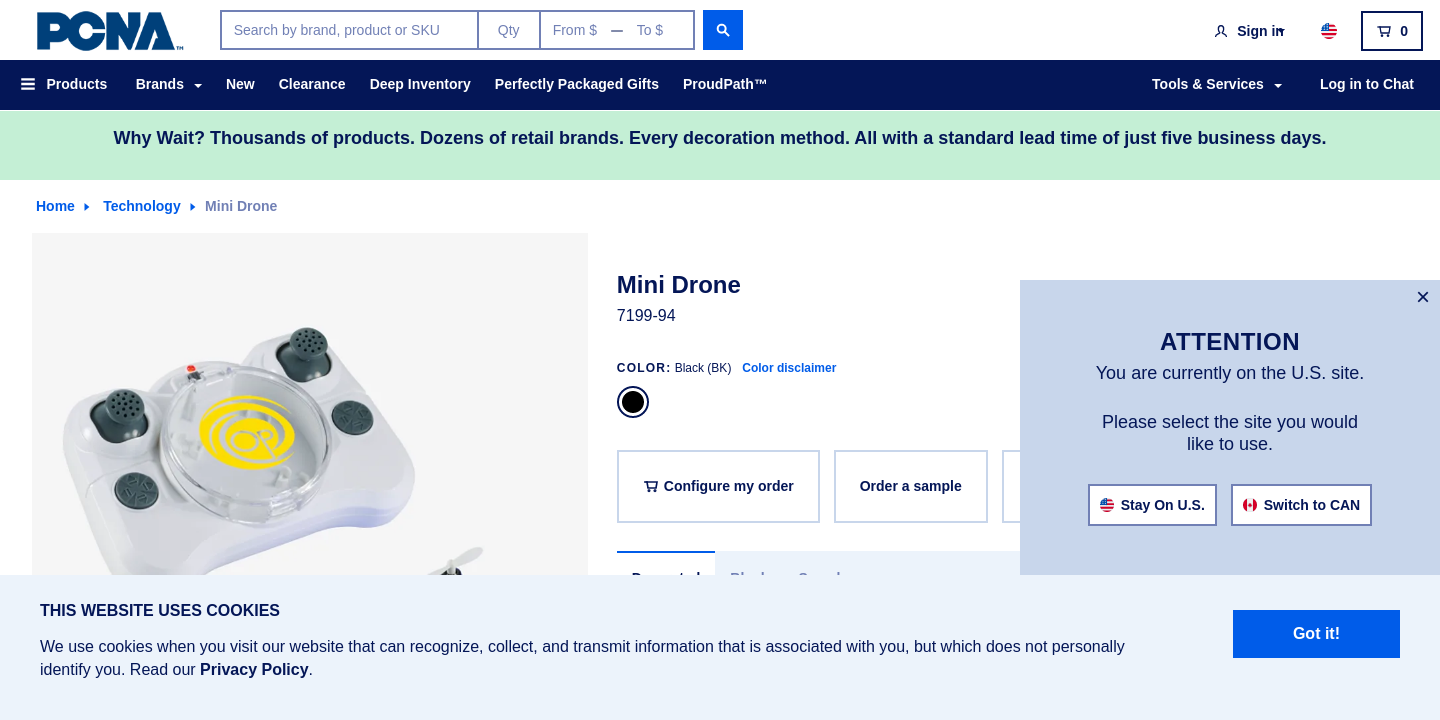 PCNA™
Search by brand, product or SKU
Qty
From $ — To $
Sign in
0
Products
Brands
New
Clearance
Deep Inventory
Perfectly Packaged Gifts
ProudPath™
Tools & Services
Log in to Chat
Why Wait? Thousands of products. Dozens of retail brands. Every decoration method. All with a standard lead time of just five business days.
Home Technology Mini Drone
Mini Drone
7199-94
COLOR: Black (BK) Color disclaimer
Configure my order
Order a sample
×
ATTENTION
You are currently on the U.S. site.
Please select the site you would
like to use.
Stay On U.S.
Switch to CAN
THIS WEBSITE USES COOKIES
We use cookies when you visit our website that can recognize, collect, and transmit information that is associated with you, but which does not personally
identify you. Read our Privacy Policy.
Got it!